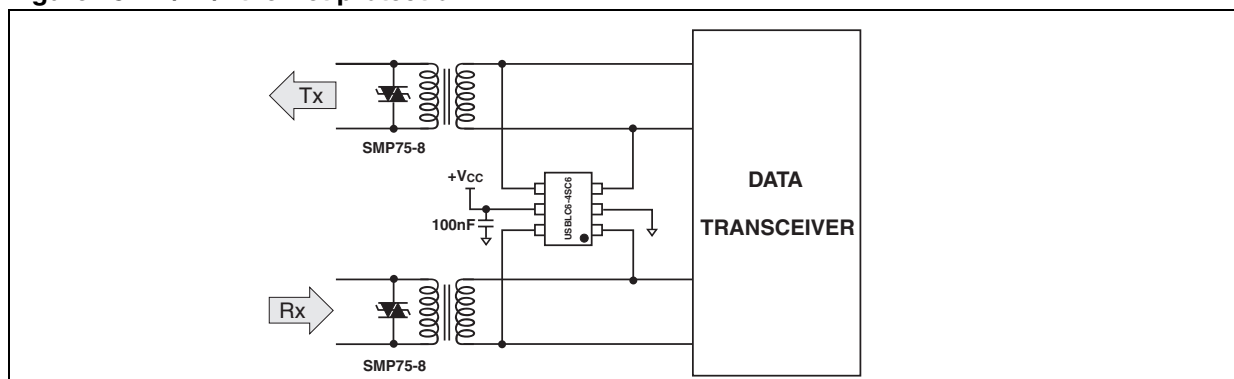 Tx
SMP75-8
+Vcc
USBLC6-4SC6
100nF
DATA
TRANSCEIVER
Rx
SMP75-8